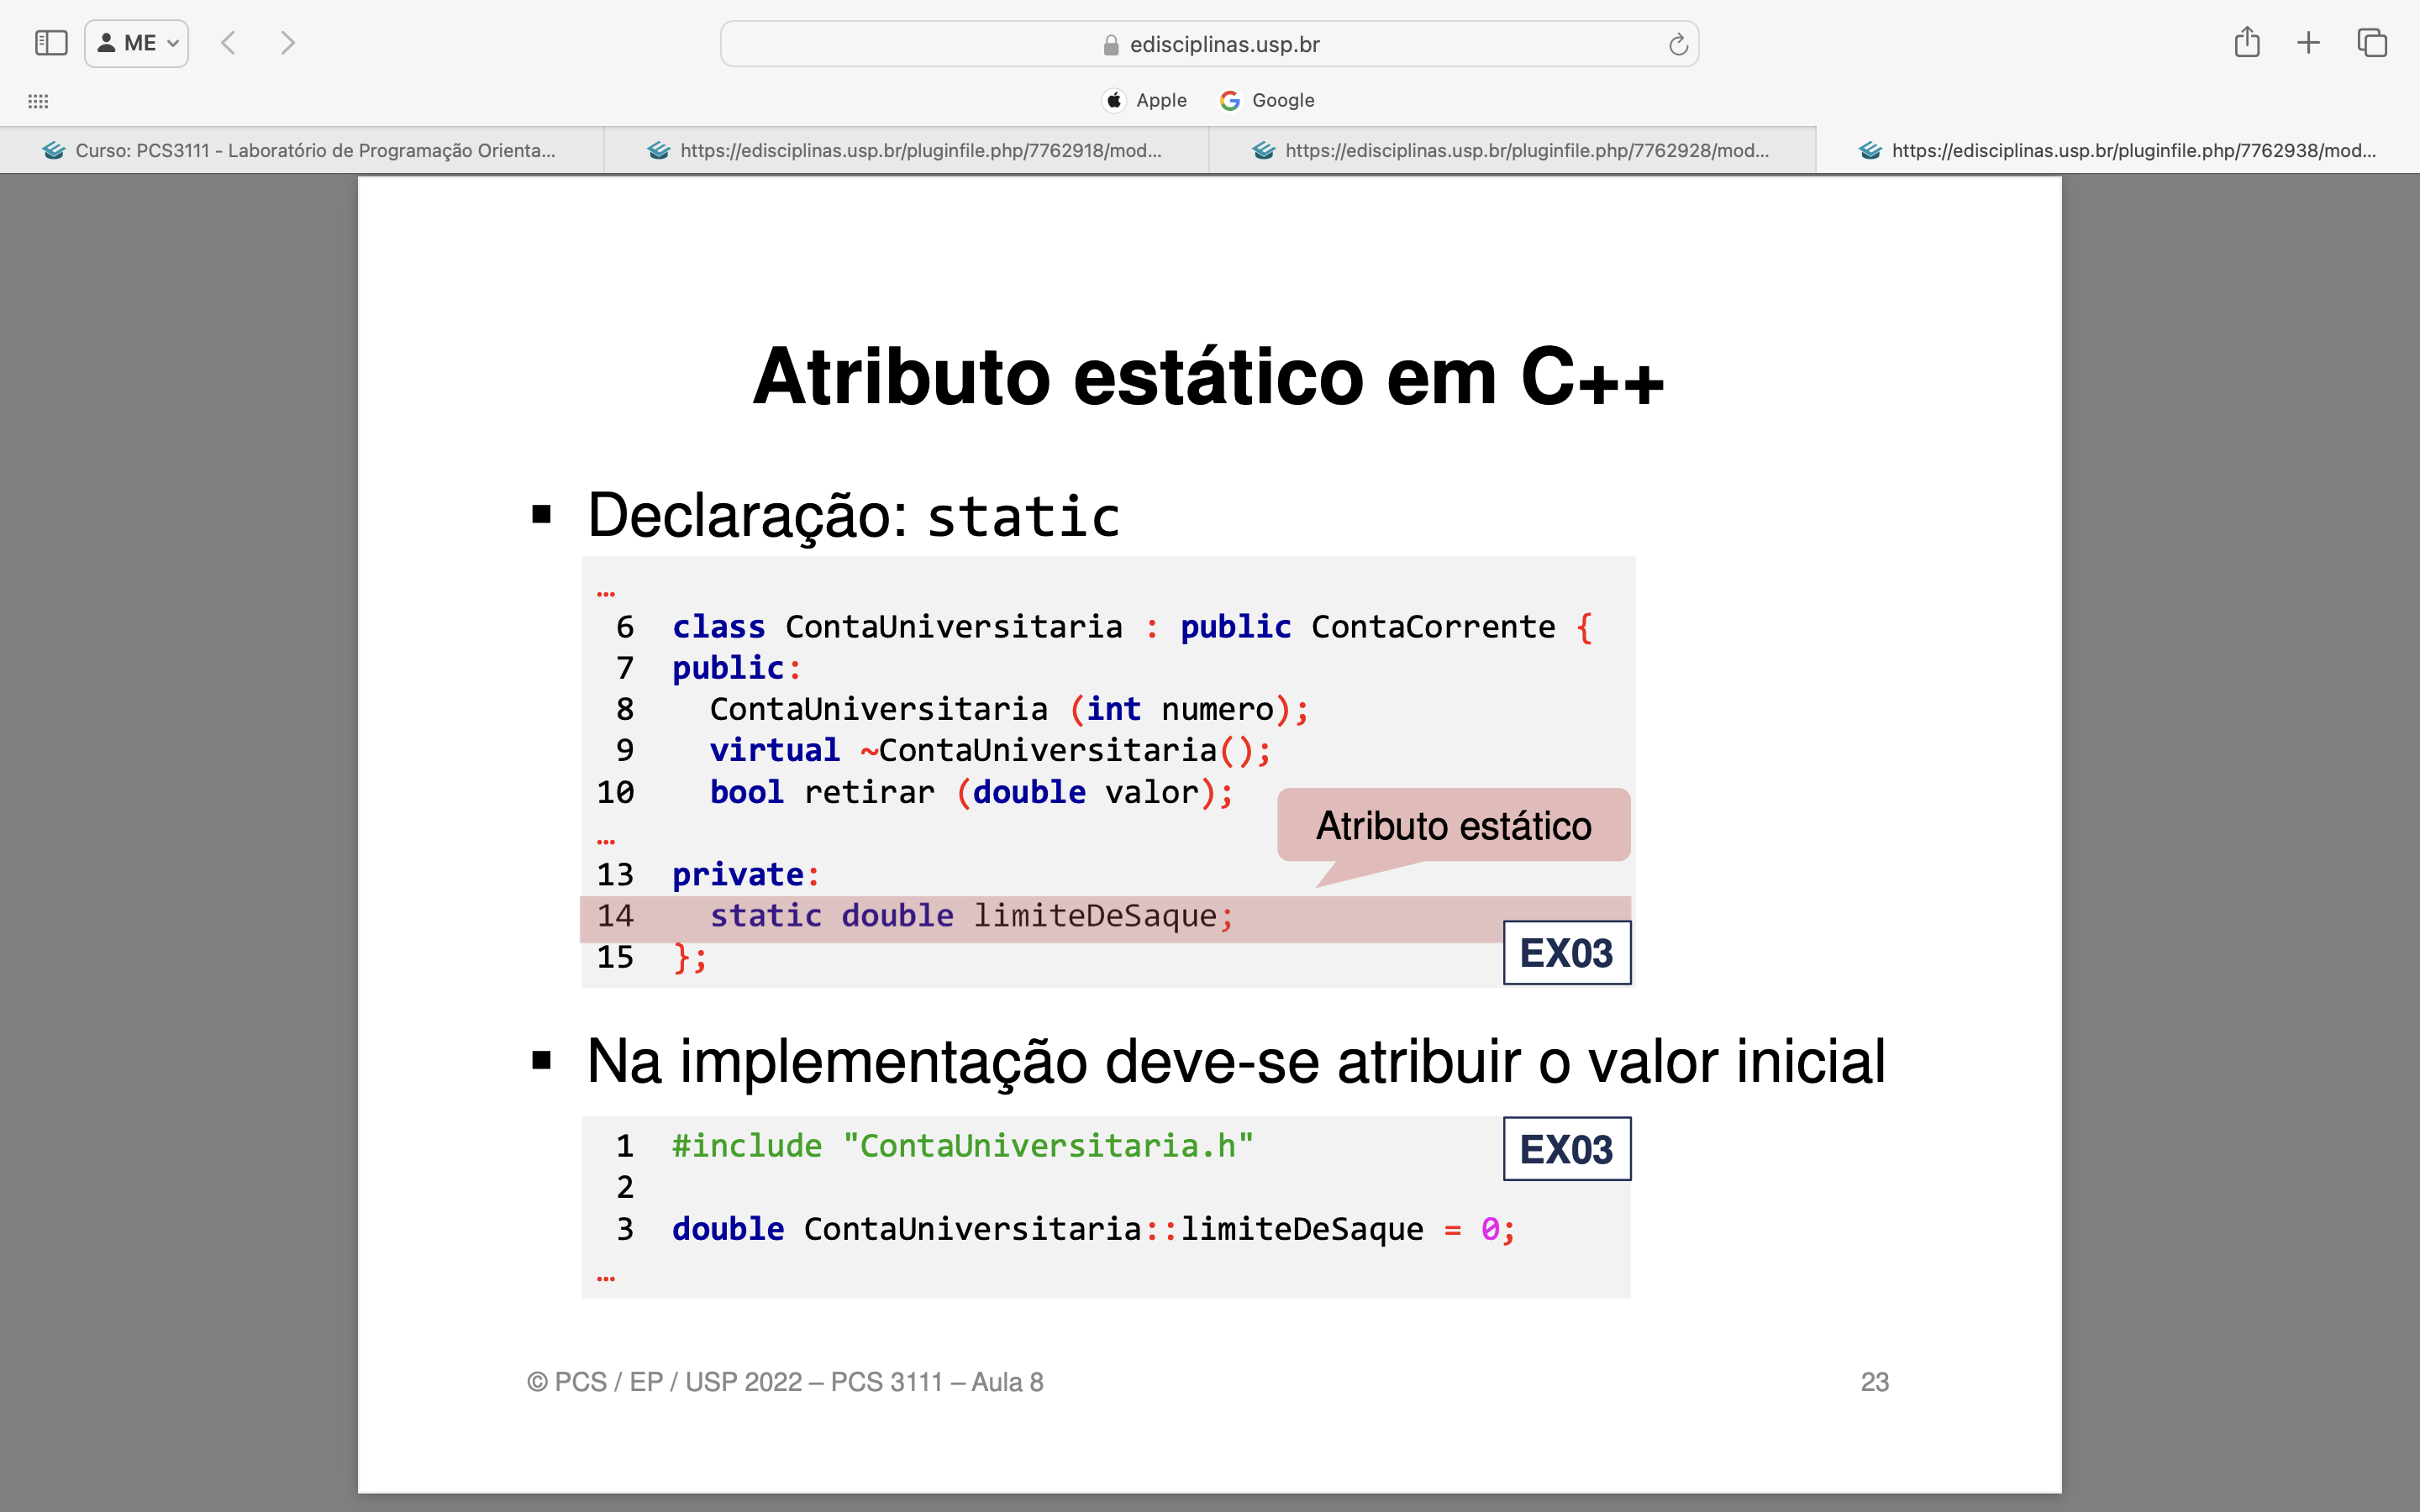 ME
edisciplinas.usp.br
Apple Google
Curso: PCS3111 - Laboratório de Programação Orienta...
https://edisciplinas.usp.br/pluginfile.php/7762918/mod...
https://edisciplinas.usp.br/pluginfile.php/7762928/mod...
https://edisciplinas.usp.br/pluginfile.php/7762938/mod...
Atributo estático em C++
▪ Declaração: static
…
6 class ContaUniversitaria : public ContaCorrente {
7 public:
8 ContaUniversitaria (int numero);
9 virtual ~ContaUniversitaria();
10 bool retirar (double valor);
Atributo estático
…
13 private:
14 static double limiteDeSaque;
15 };
EX03
▪ Na implementação deve-se atribuir o valor inicial
1 #include "ContaUniversitaria.h"
EX03
2
3 double ContaUniversitaria::limiteDeSaque = 0;
…
© PCS / EP / USP 2022 – PCS 3111 – Aula 8
23